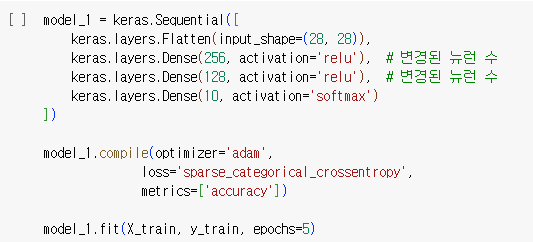 [ ] model_1 = keras.Sequential([
keras.layers.Flatten(input_shape=(28, 28)),
keras.layers.Dense(256, activation='relu'),  # 변경된 뉴런 수
keras.layers.Dense(128, activation='relu'),  # 변경된 뉴런 수
keras.layers.Dense(10, activation='softmax')
])
model_1.compile(optimizer='adam',
loss='sparse_categorical_crossentropy',
metrics=['accuracy'])
model_1.fit(X_train, y_train, epochs=5)